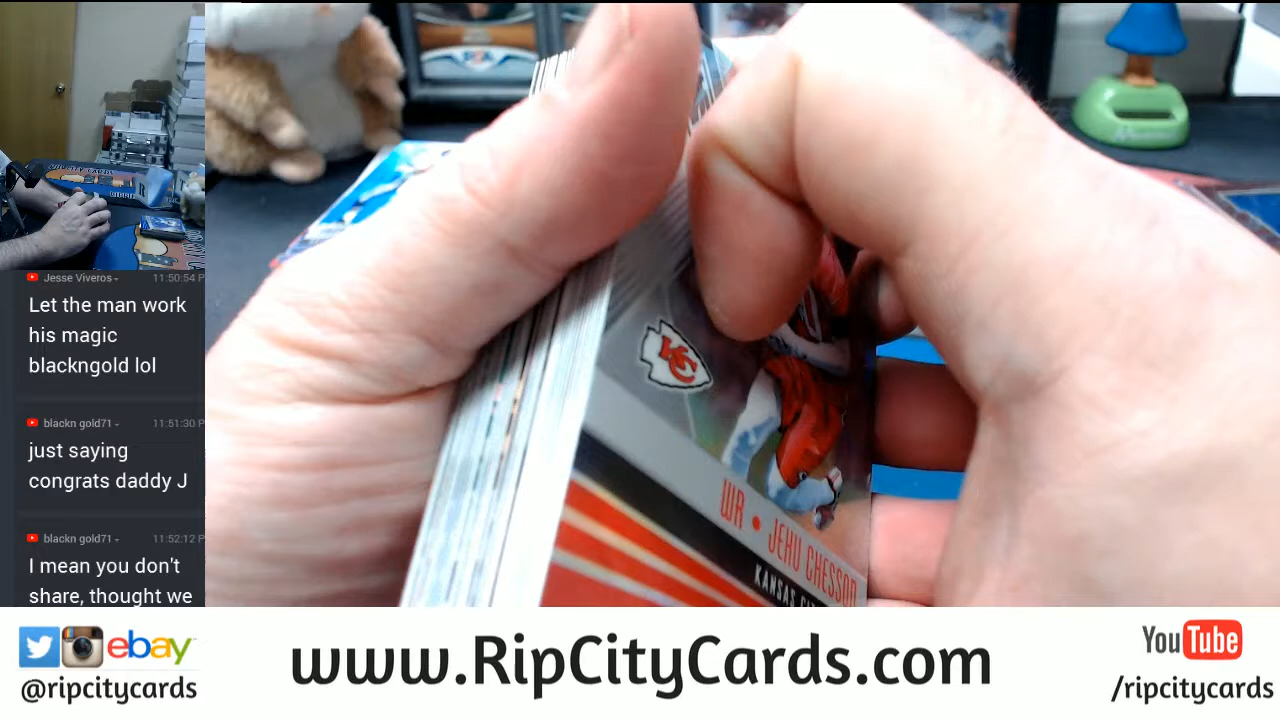 Jesse Viveros
11:50:54 P
Let the man work
his magic
blackngold lol
blackn gold71
11:51:30 P
just saying
congrats daddy J
blackn gold71
11:52:12 P
I mean you don't
share, thought we
KC
WR • JEHU CHESSON
KANSAS CI
ebay
@ripcitycards
www.RipCityCards.com
YouTube
/ripcitycards